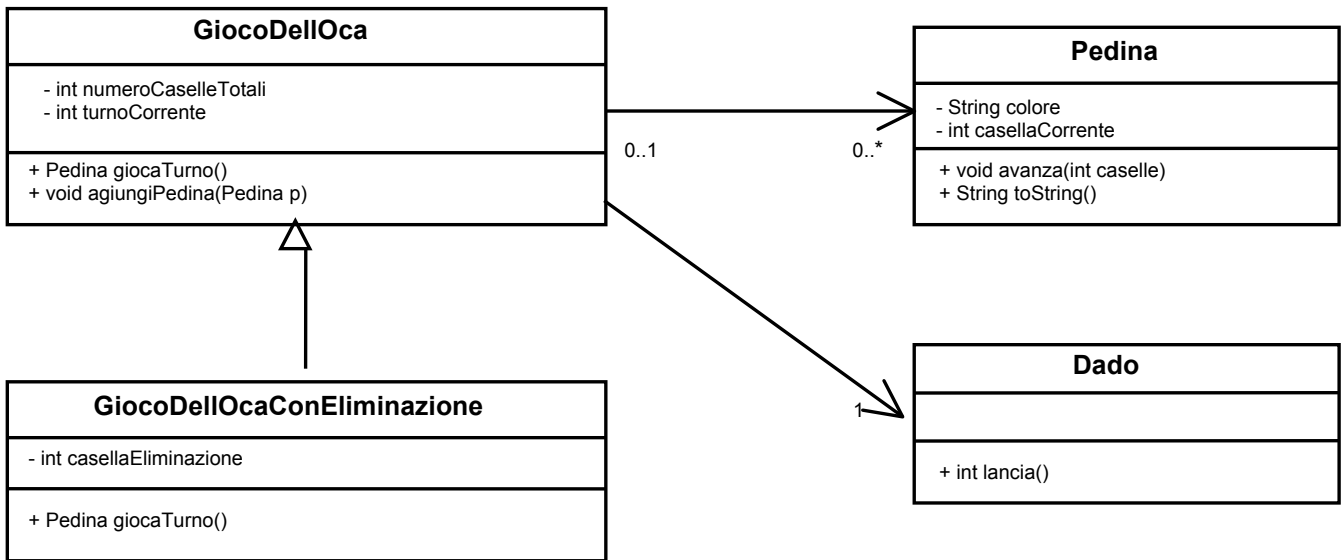 GiocoDellOca
- int numeroCaselleTotali
- int turnoCorrente
+ Pedina giocaTurno()
+ void agiungiPedina(Pedina p)
0..1
0..*
Pedina
- String colore
- int casellaCorrente
+ void avanza(int caselle)
+ String toString()
GiocoDellOcaConEliminazione
- int casellaEliminazione
+ Pedina giocaTurno()
1
Dado
+ int lancia()